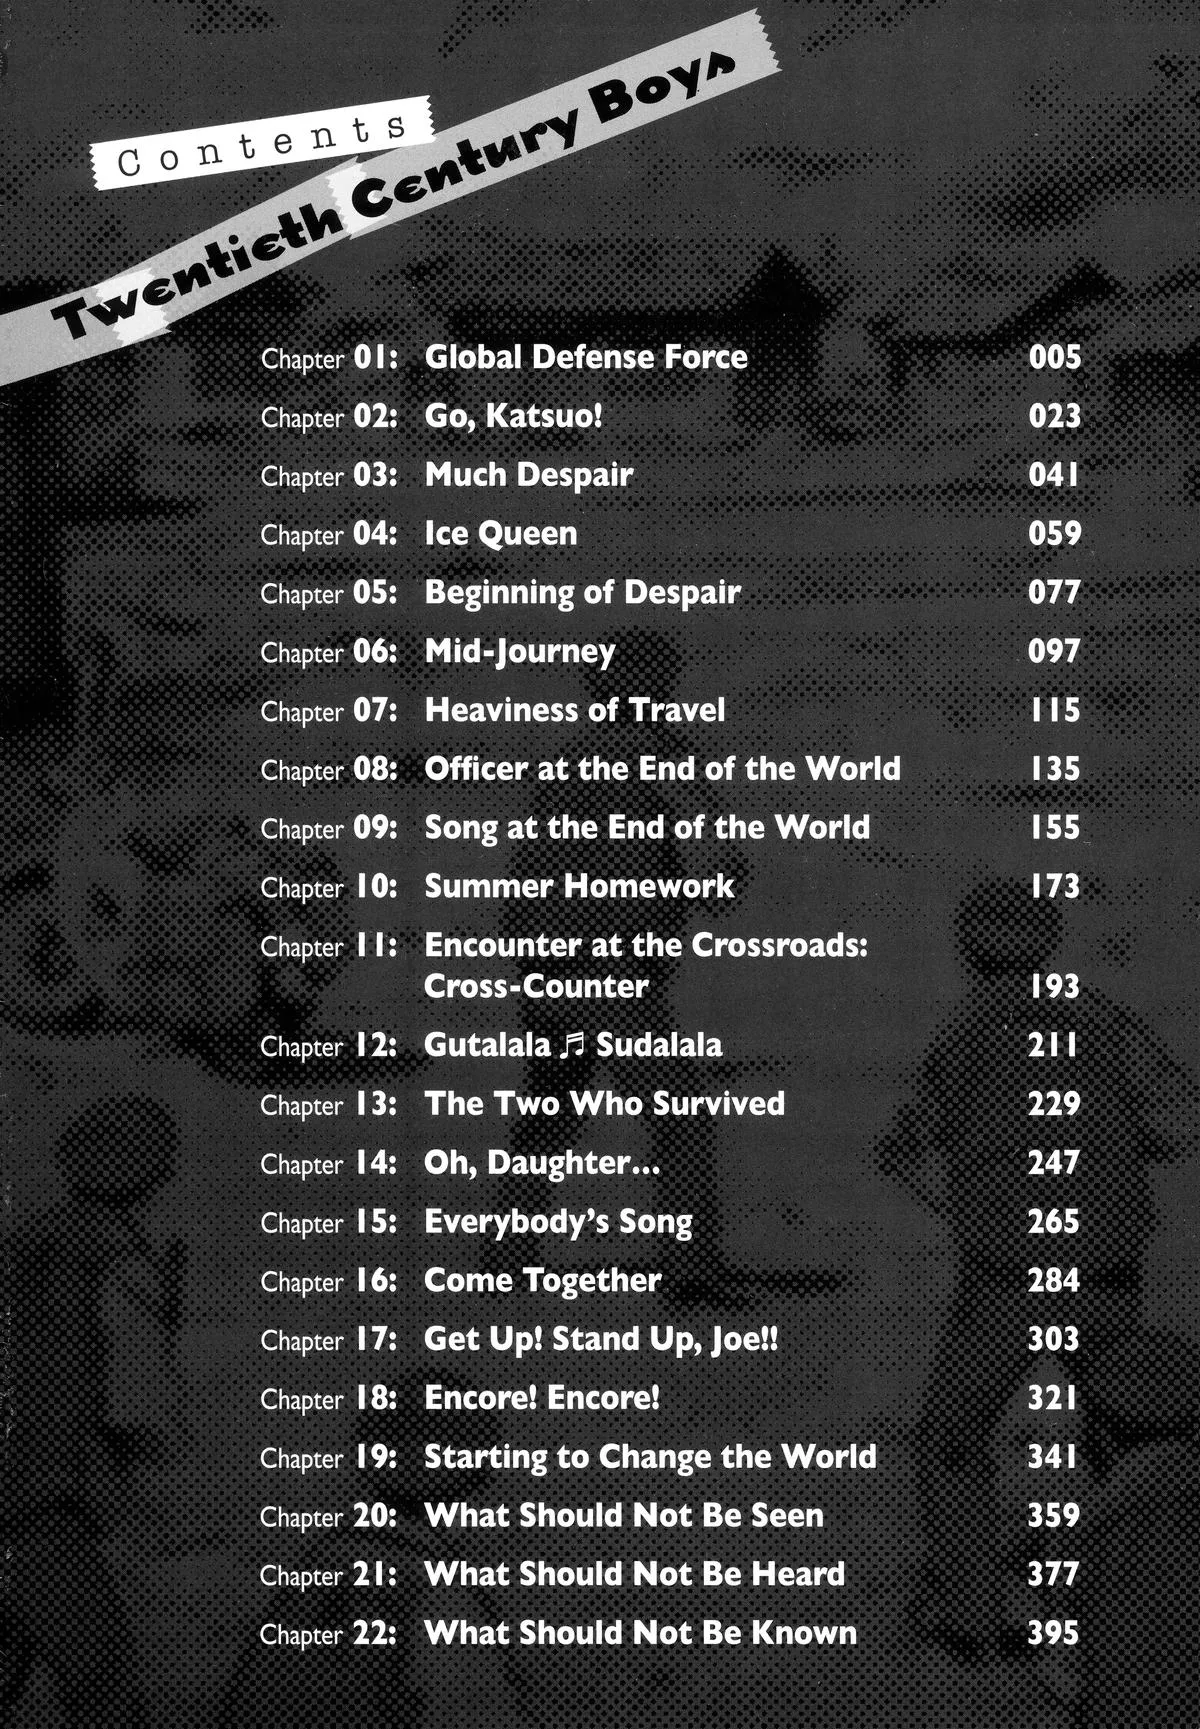 Contents
Twentieth Century Boys
Chapter 01: Global Defense Force 005
Chapter 02: Go, Katsuo! 023
Chapter 03: Much Despair 041
Chapter 04: Ice Queen 059
Chapter 05: Beginning of Despair 077
Chapter 06: Mid-Journey 097
Chapter 07: Heaviness of Travel 115
Chapter 08: Officer at the End of the World 135
Chapter 09: Song at the End of the World 155
Chapter 10: Summer Homework 173
Chapter 11: Encounter at the Crossroads:
Cross-Counter 193
Chapter 12: Gutalala ♬ Sudalala 211
Chapter 13: The Two Who Survived 229
Chapter 14: Oh, Daughter... 247
Chapter 15: Everybody's Song 265
Chapter 16: Come Together 284
Chapter 17: Get Up! Stand Up, Joe!! 303
Chapter 18: Encore! Encore! 321
Chapter 19: Starting to Change the World 341
Chapter 20: What Should Not Be Seen 359
Chapter 21: What Should Not Be Heard 377
Chapter 22: What Should Not Be Known 395